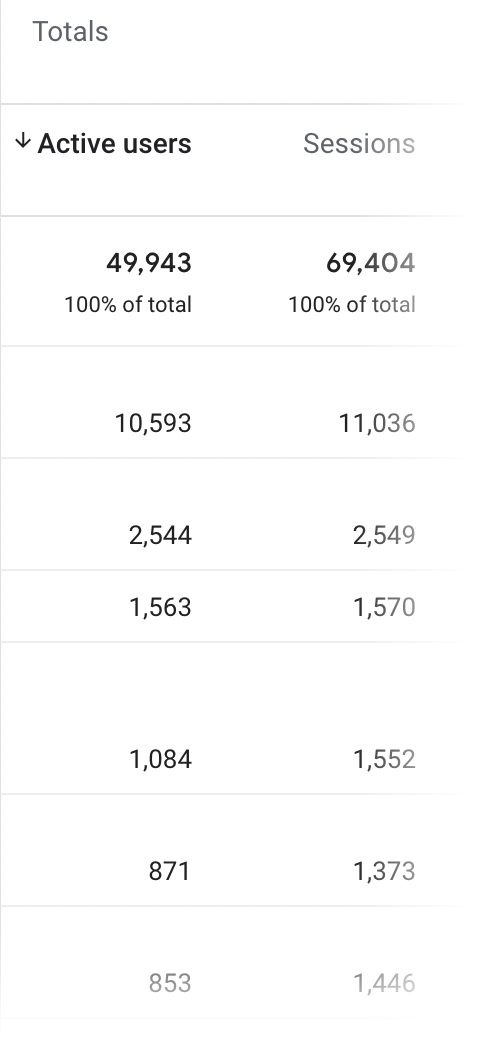 Totals
↓ Active users Sessions
49,943 69,404
100% of total 100% of total
10,593 11,036
2,544 2,549
1,563 1,570
1,084 1,552
871 1,373
853 1,446